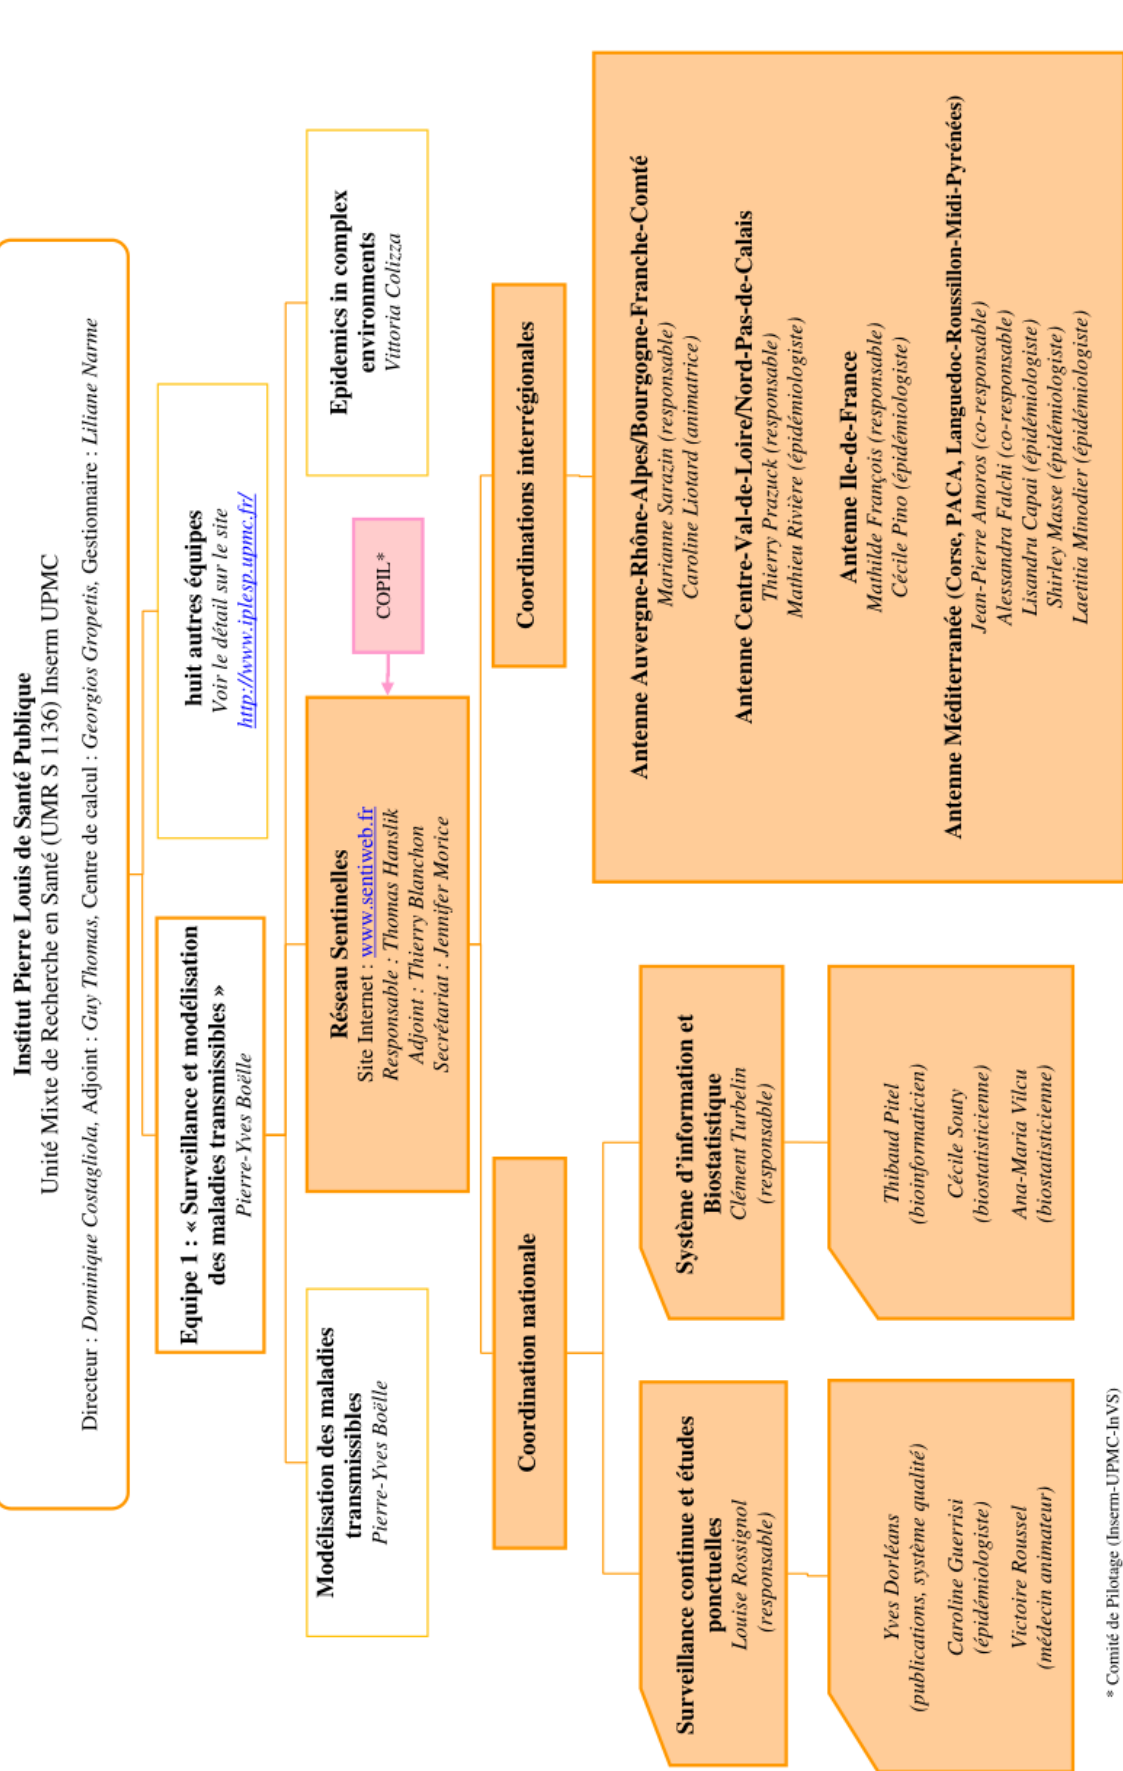 Institut Pierre Louis de Santé Publique
Unité Mixte de Recherche en Santé (UMR S 1136) Inserm UPMC
Directeur : Dominique Costagliola, Adjoint : Guy Thomas, Centre de calcul : Georgios Gropetis, Gestionnaire : Liliane Narme
Equipe 1 : « Surveillance et modélisation
des maladies transmissibles »
Pierre-Yves Boëlle
huit autres équipes
Voir le détail sur le site
http://www.iplesp.upmc.fr/
Modélisation des maladies
transmissibles
Pierre-Yves Boëlle
Réseau Sentinelles
Site Internet : www.sentiweb.fr
Responsable : Thomas Hanslik
Adjoint : Thierry Blanchon
Secrétariat : Jennifer Morice
COPIL*
Epidemics in complex
environments
Vittoria Colizza
Coordination nationale
Coordinations interrégionales
Surveillance continue et études
ponctuelles
Louise Rossignol
(responsable)
Système d'information et
Biostatistique
Clément Turbelin
(responsable)
Yves Dorléans
(publications, système qualité)
Caroline Guerrisi
(épidémiologiste)
Victoire Roussel
(médecin animateur)
Thibaud Pitel
(bioinformaticien)
Cécile Souty
(biostatisticienne)
Ana-Maria Vilcu
(biostatisticienne)
Antenne Auvergne-Rhône-Alpes/Bourgogne-Franche-Comté
Marianne Sarazin (responsable)
Caroline Liotard (animatrice)
Antenne Centre-Val-de-Loire/Nord-Pas-de-Calais
Thierry Prazuck (responsable)
Mathieu Rivière (épidémiologiste)
Antenne Ile-de-France
Mathilde François (responsable)
Cécile Pino (épidémiologiste)
Antenne Méditerranée (Corse, PACA, Languedoc-Roussillon-Midi-Pyrénées)
Jean-Pierre Amoros (co-responsable)
Alessandra Falchi (co-responsable)
Lisandru Capai (épidémiologiste)
Shirley Masse (épidémiologiste)
Laetitia Minodier (épidémiologiste)
* Comité de Pilotage (Inserm-UPMC-InVS)